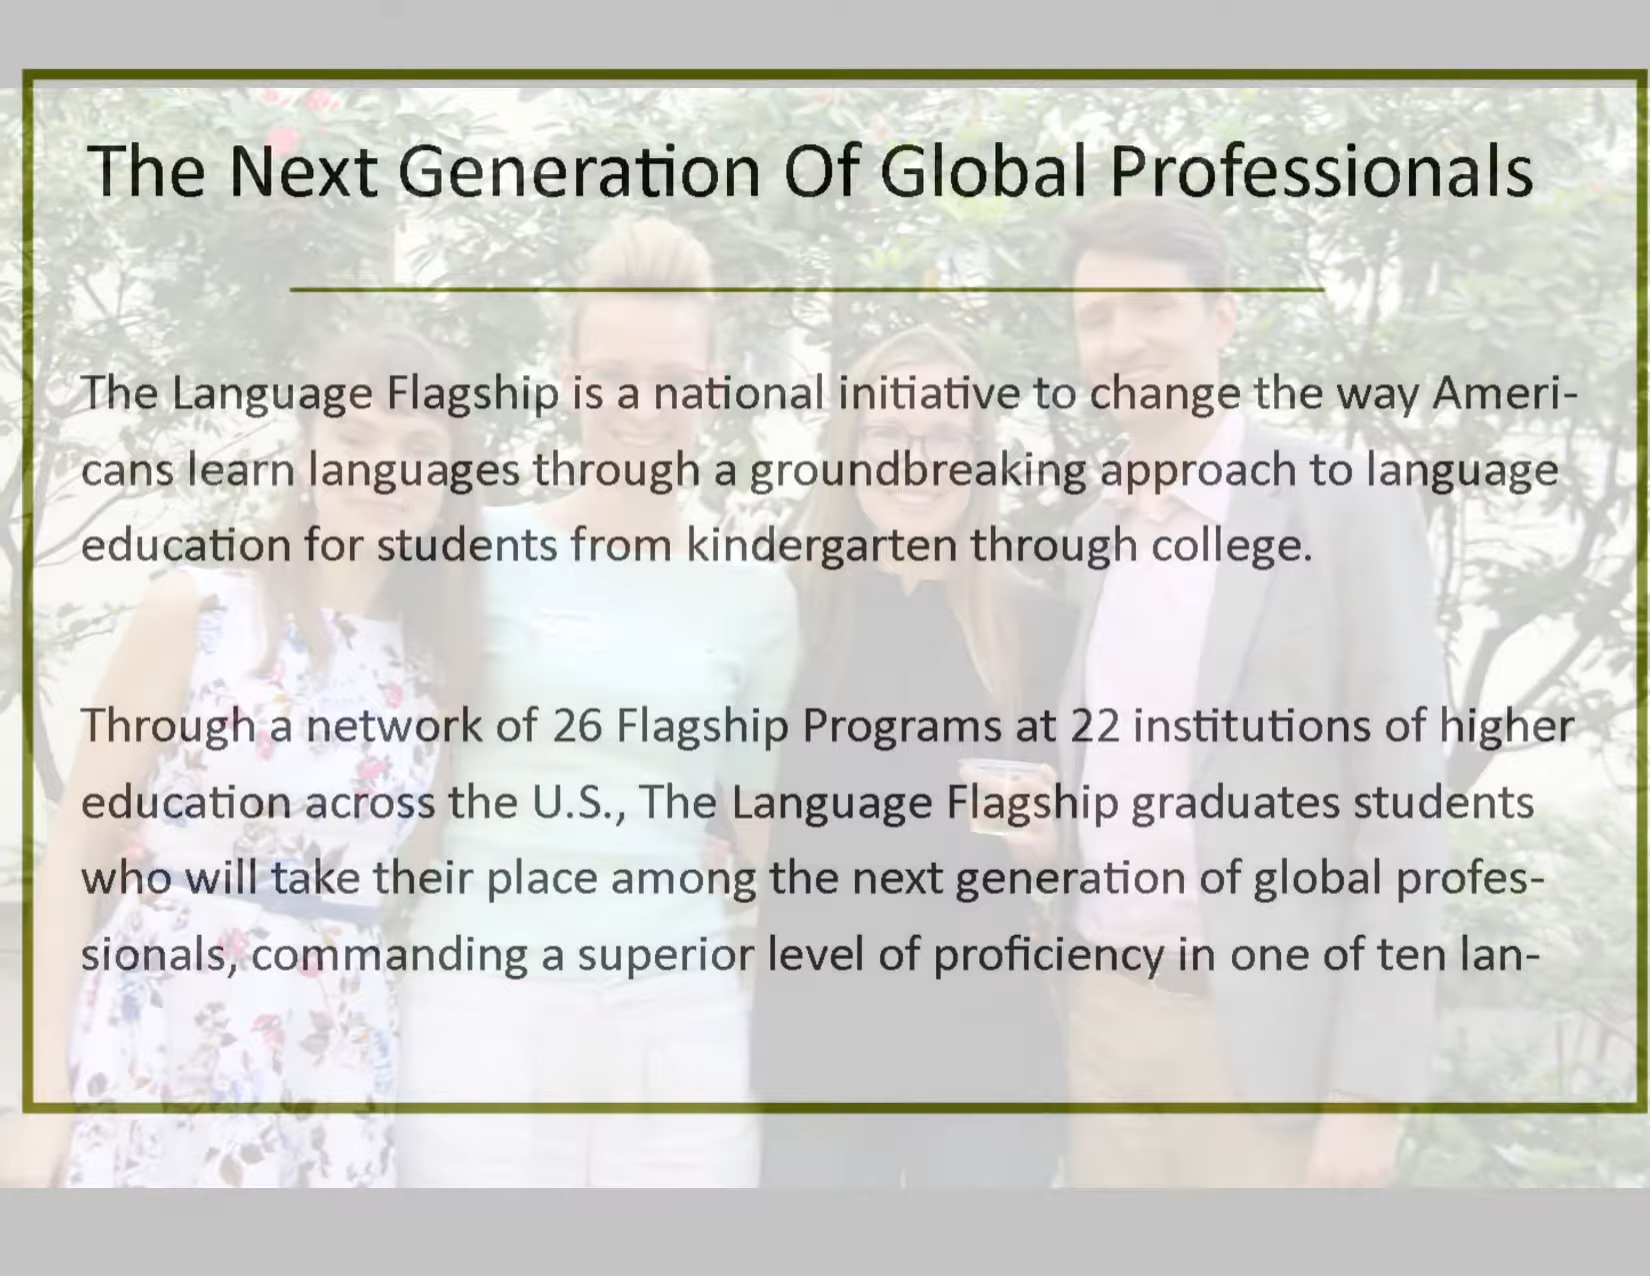 The Next Generation Of Global Professionals
The Language Flagship is a national initiative to change the way Ameri-
cans learn languages through a groundbreaking approach to language
education for students from kindergarten through college.
Through a network of 26 Flagship Programs at 22 institutions of higher
education across the U.S., The Language Flagship graduates students
who will take their place among the next generation of global profes-
sionals, commanding a superior level of proficiency in one of ten lan-